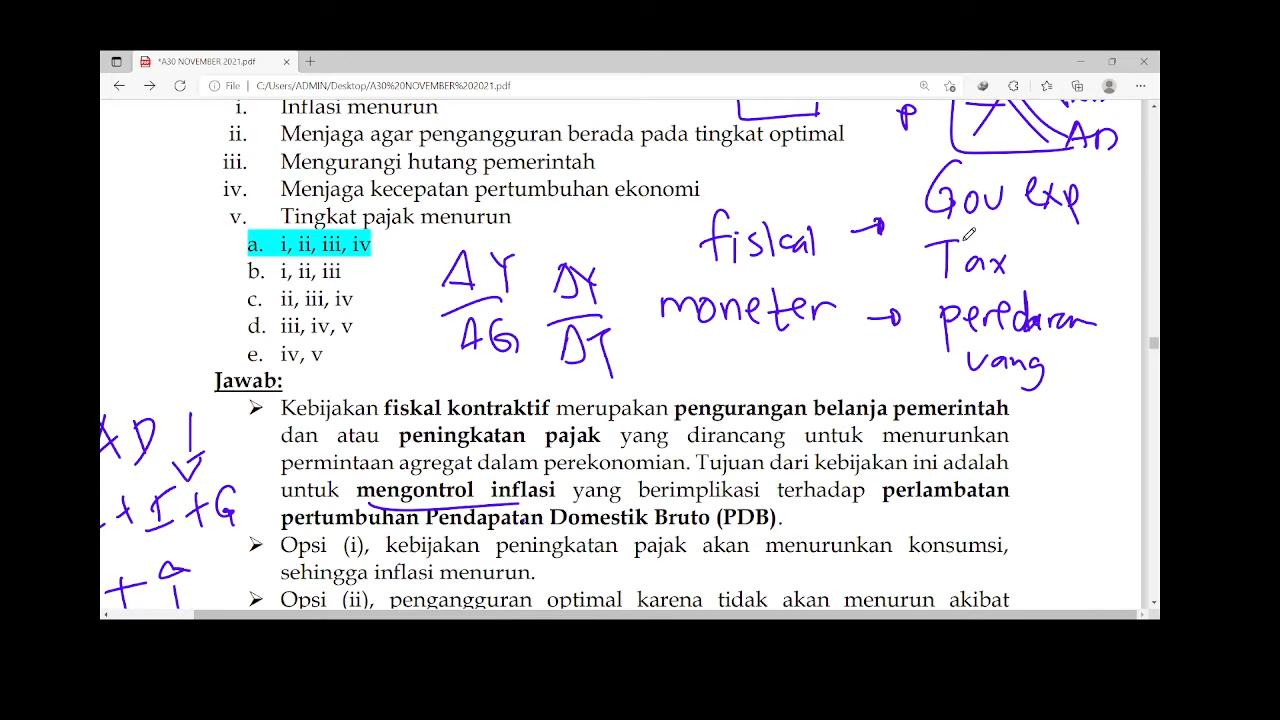 *A30 NOVEMBER 2021.pdf
File C:/Users/ADMIN/Desktop/A30%20NOVEMBER%202021.pdf
i. Inflasi menurun
ii. Menjaga agar pengangguran berada pada tingkat optimal
iii. Mengurangi hutang pemerintah
iv. Menjaga kecepatan pertumbuhan ekonomi
v. Tingkat pajak menurun
a. i, ii, iii, iv
b. i, ii, iii
c. ii, iii, iv
d. iii, iv, v
e. iv, v
P
AD
fiskal → Gov exp
Tax
moneter → peredaran
uang
ΔY ΔY
ΔG ΔT
Jawab:
➢ Kebijakan fiskal kontraktif merupakan pengurangan belanja pemerintah
dan atau peningkatan pajak yang dirancang untuk menurunkan
permintaan agregat dalam perekonomian. Tujuan dari kebijakan ini adalah
untuk mengontrol inflasi yang berimplikasi terhadap perlambatan
pertumbuhan Pendapatan Domestik Bruto (PDB).
➢ Opsi (i), kebijakan peningkatan pajak akan menurunkan konsumsi,
sehingga inflasi menurun.
➢ Opsi (ii), pengangguran optimal karena tidak akan menurun akibat
AD ↓
+ I + G
+ ↑